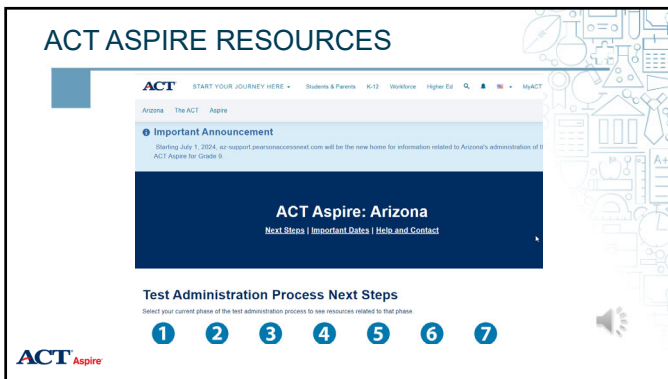 ACT ASPIRE RESOURCES
ACT START YOUR JOURNEY HERE Students & Parents K-12 Workforce Higher Ed MyACT
Arizona The ACT Aspire
Important Announcement
Starting July 1, 2024, az-support.pearsonaccessnext.com will be the new home for information related to Arizona's administration of
ACT Aspire for Grade 9
ACT Aspire: Arizona
Next Steps | Important Dates | Help and Contact
Test Administration Process Next Steps
Select your current phase of the test administration process to see resources related to that phase.
1 2 3 4 5 6 7
ACT Aspire
A+